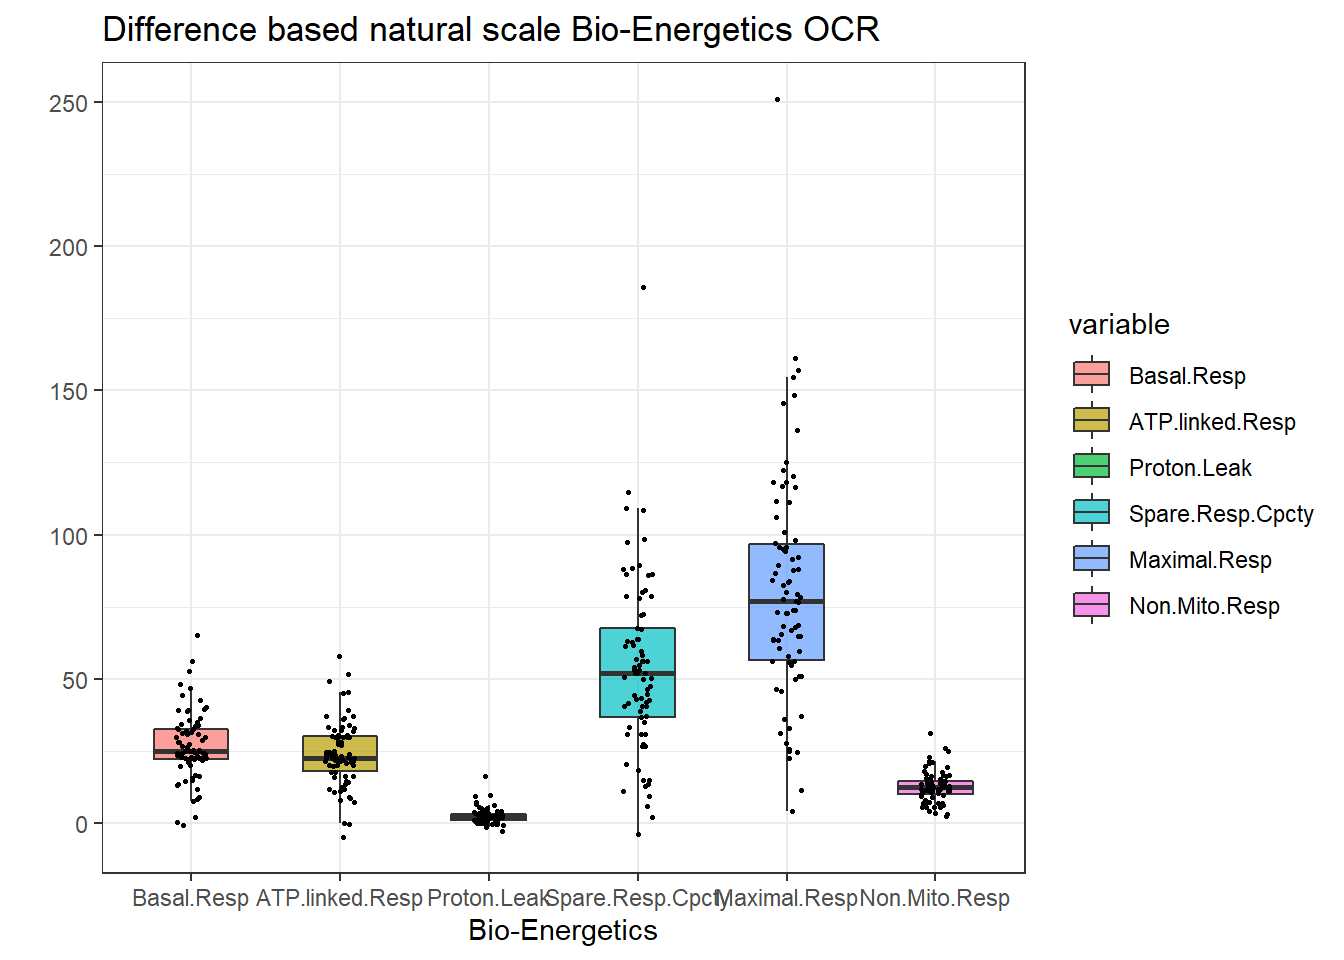 Difference based natural scale Bio-Energetics OCR
250
200
150
100
50
0
Basal.Resp ATP.linked.Resp Proton.Leak Spare.Resp.Cpcty Maximal.Resp Non.Mito.Resp
Bio-Energetics
variable
Basal.Resp
ATP.linked.Resp
Proton.Leak
Spare.Resp.Cpcty
Maximal.Resp
Non.Mito.Resp